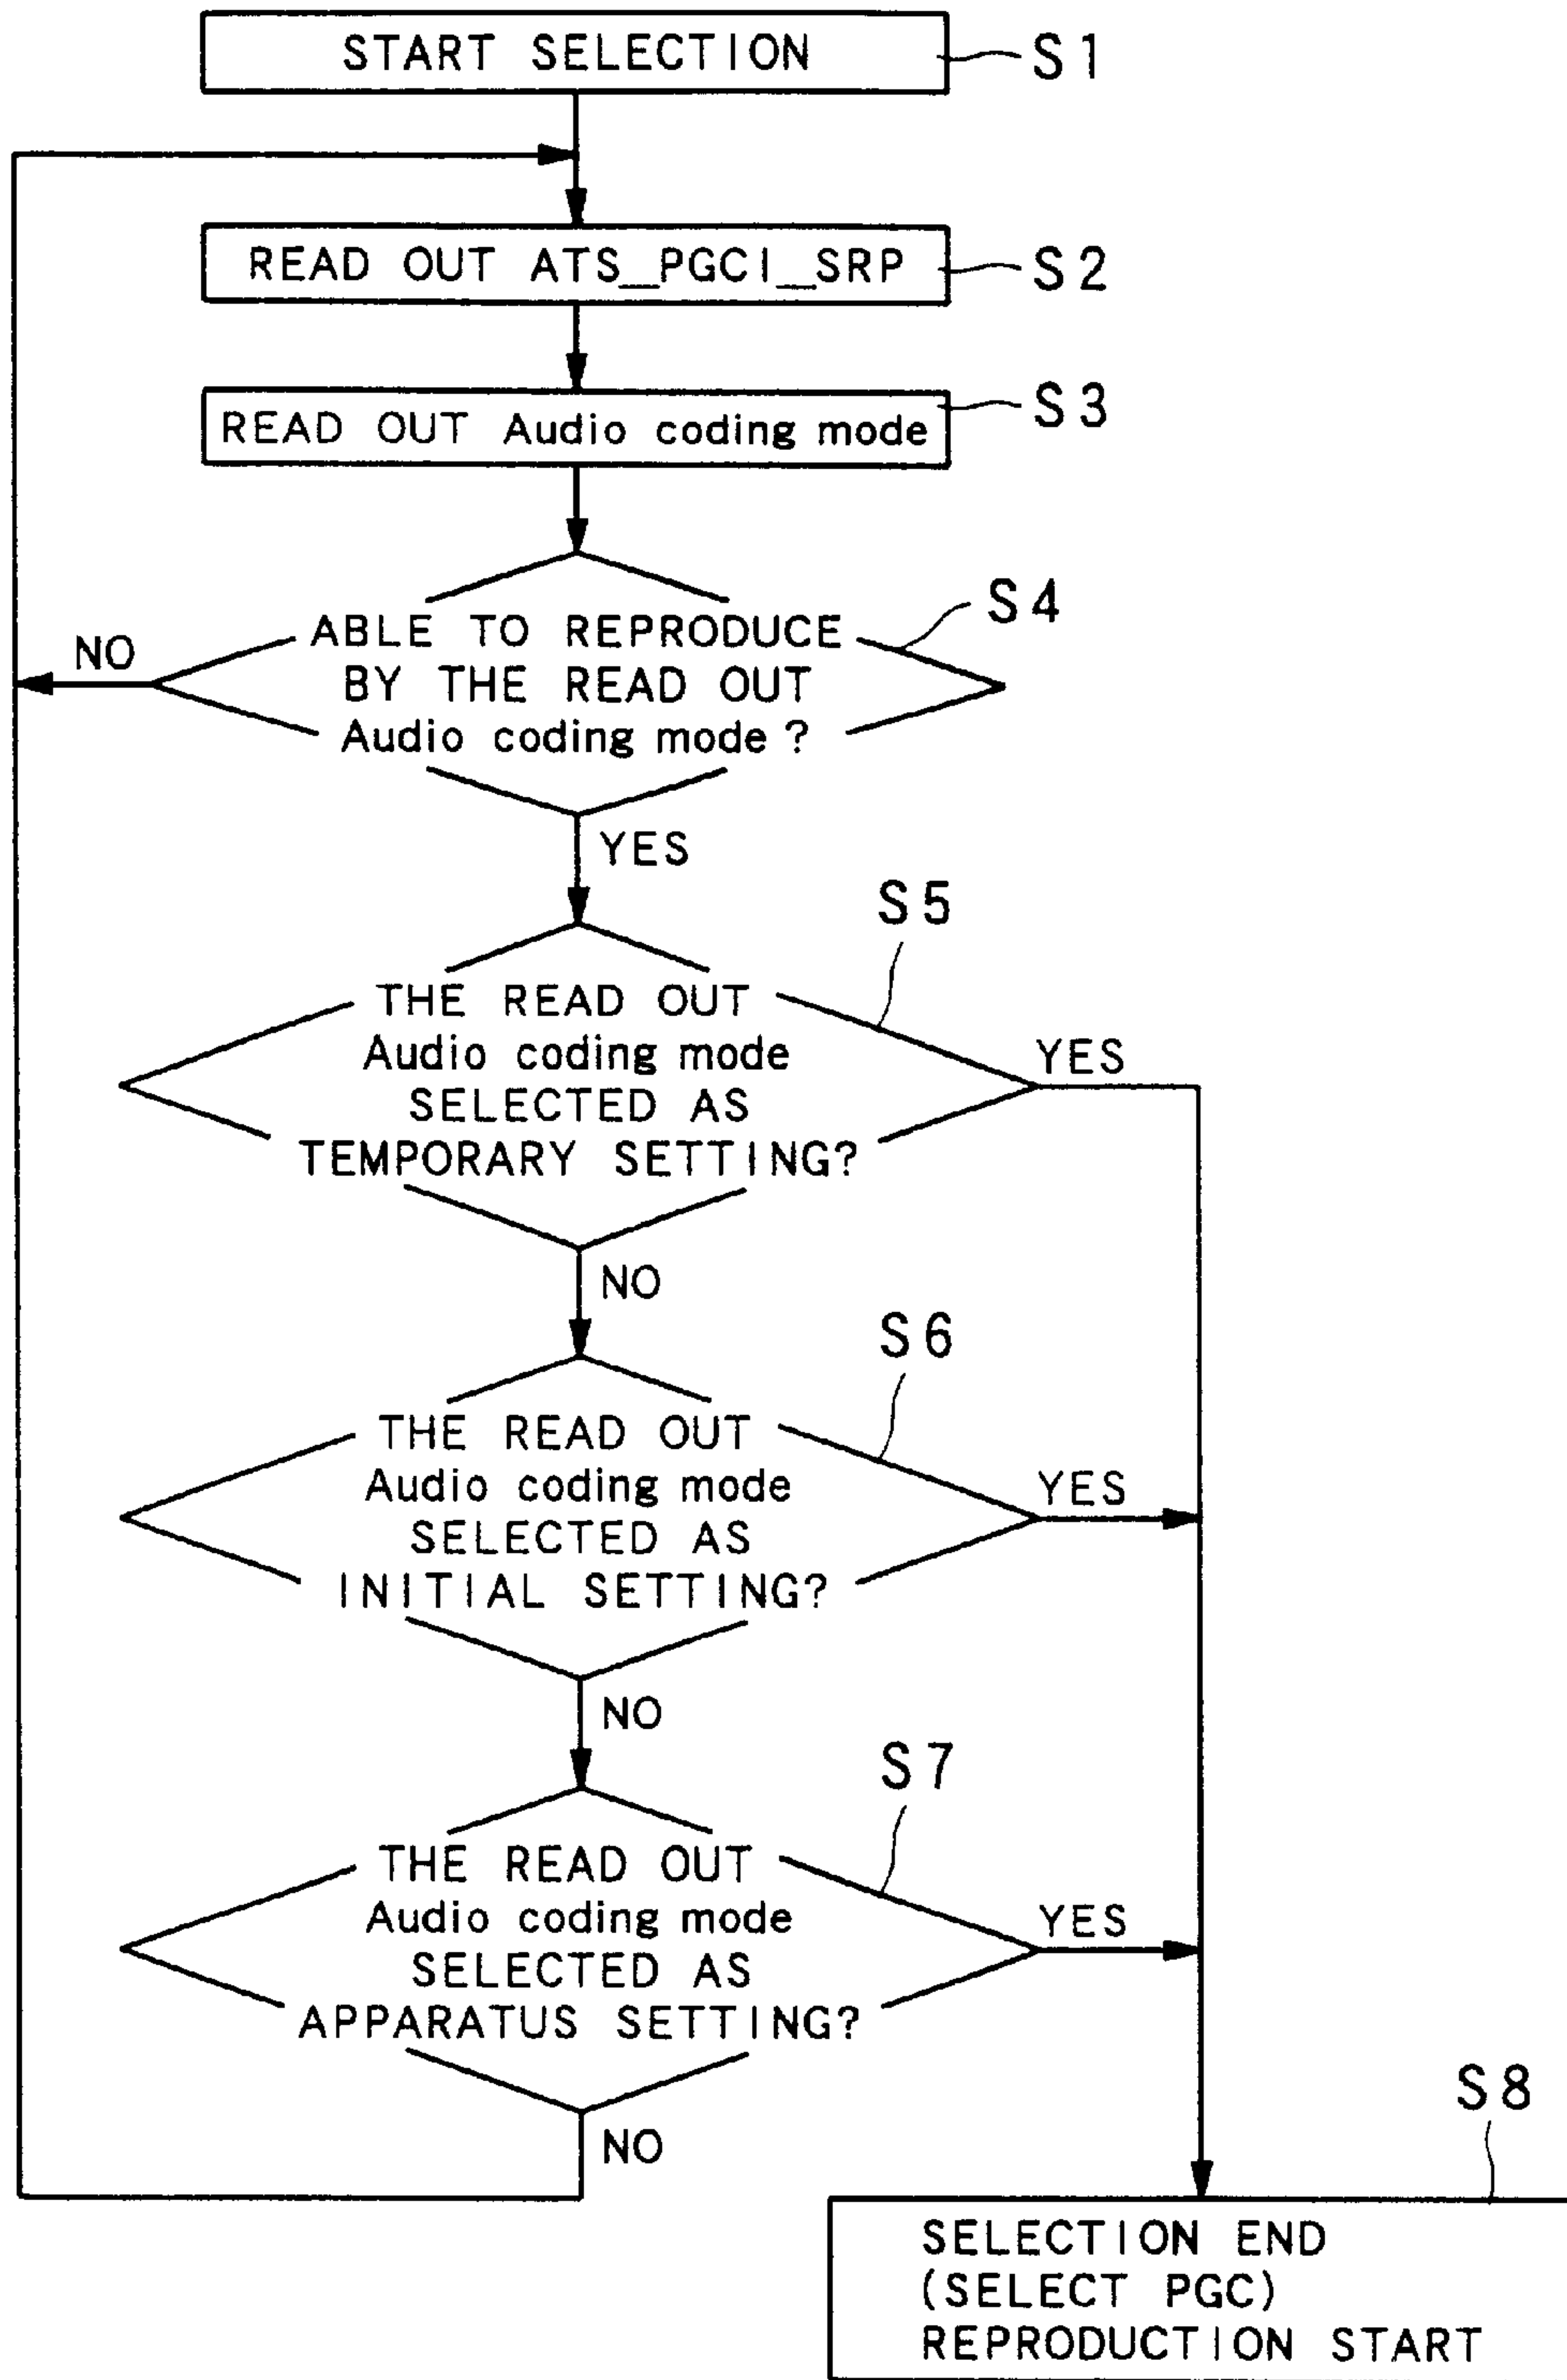 START SELECTION
S1
READ OUT ATS_PGCI_SRP
S2
READ OUT Audio coding mode
S3
ABLE TO REPRODUCE
BY THE READ OUT
Audio coding mode?
S4
NO
YES
THE READ OUT
Audio coding mode
SELECTED AS
TEMPORARY SETTING?
S5
YES
NO
THE READ OUT
Audio coding mode
SELECTED AS
INITIAL SETTING?
S6
YES
NO
THE READ OUT
Audio coding mode
SELECTED AS
APPARATUS SETTING?
S7
YES
NO
S8
SELECTION END
(SELECT PGC)
REPRODUCTION START